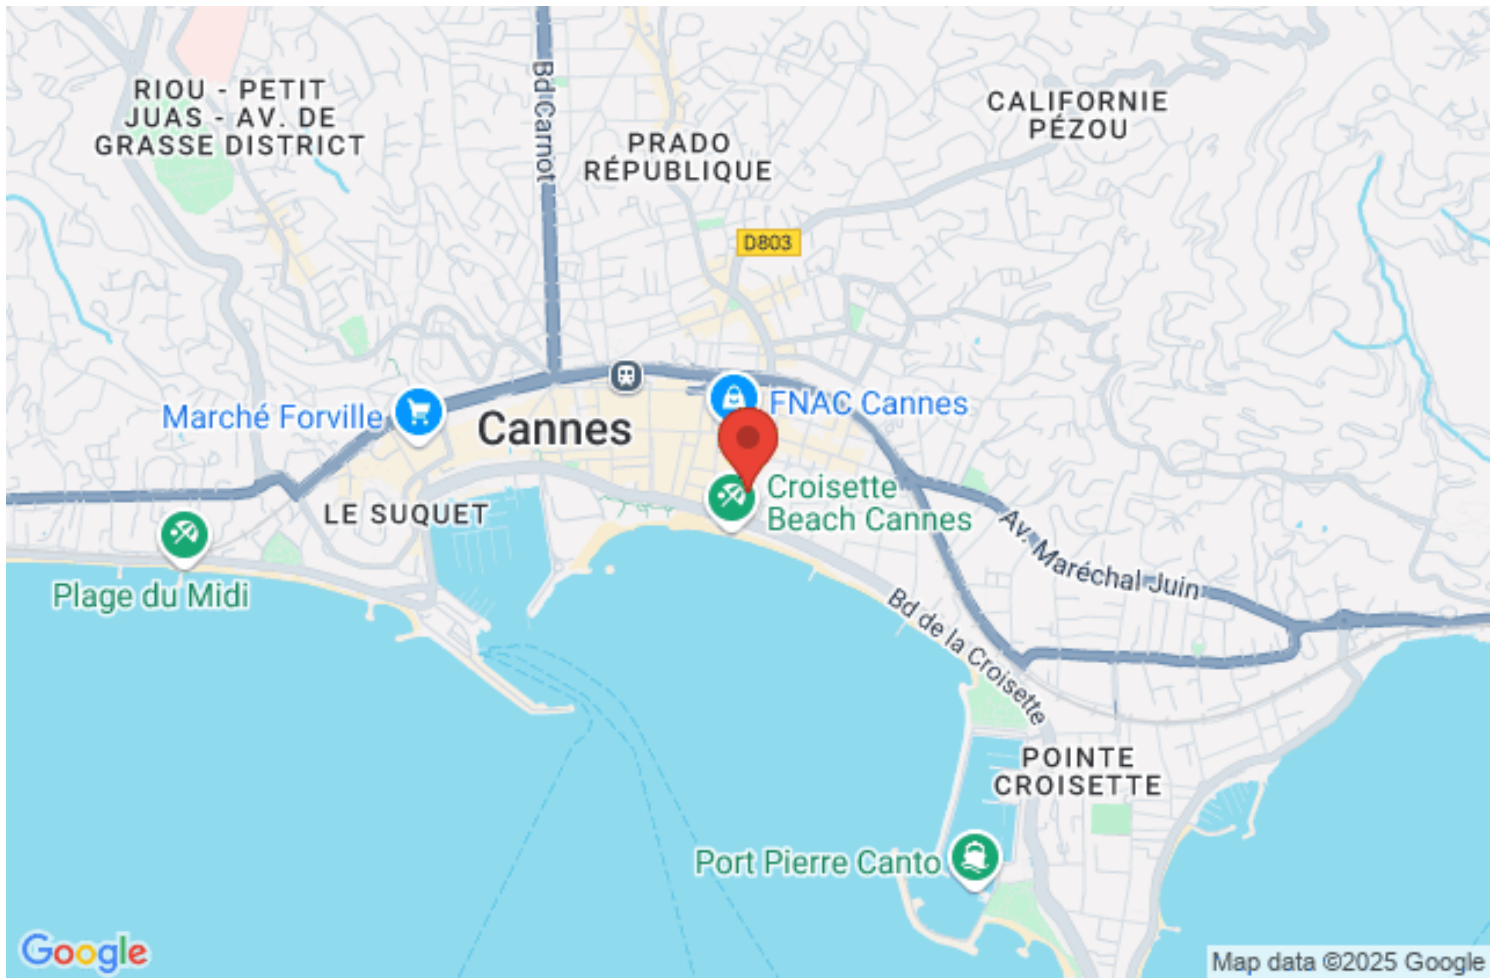 RIOU - PETIT
JUAS - AV. DE
GRASSE DISTRICT
Bd Carnot
PRADO
RÉPUBLIQUE
CALIFORNIE
PÉZOU
D803
Marché Forville
Cannes
FNAC Cannes
LE SUQUET
Croisette
Beach Cannes
Plage du Midi
Av. Maréchal Juin
Bd de la Croisette
POINTE
CROISETTE
Port Pierre Canto
Google
Map data ©2025 Google